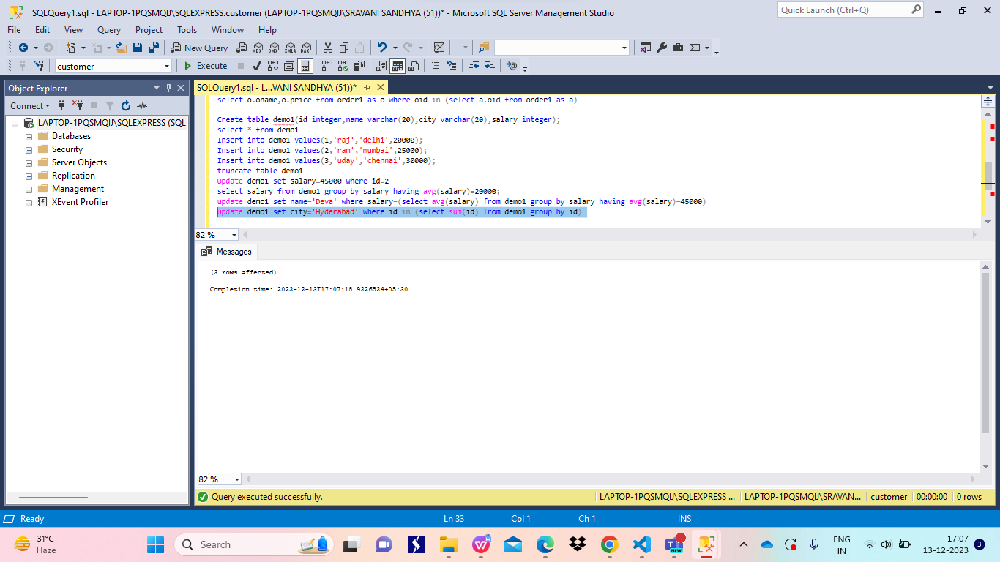 SQLQuery1.sql - LAPTOP-1PQSMQIJ\SQLEXPRESS.customer (LAPTOP-1PQSMQIJ\SRAVANI SANDHYA (51))* - Microsoft SQL Server Management Studio
Quick Launch (Ctrl+Q)
File Edit View Query Project Tools Window Help
New Query MDX DMX XMLA DAX
customer Execute
Object Explorer
SQLQuery1.sql - L...VANI SANDHYA (51))*
Connect
LAPTOP-1PQSMQIJ\SQLEXPRESS (SQL
Databases
Security
Server Objects
Replication
Management
XEvent Profiler
select o.oname,o.price from order1 as o where oid in (select a.oid from order1 as a)
Create table demo1(id integer,name varchar(20),city varchar(20),salary integer);
select * from demo1
Insert into demo1 values(1,'raj','delhi',20000);
Insert into demo1 values(2,'ram','mumbai',25000);
Insert into demo1 values(3,'uday','chennai',30000);
truncate table demo1
Update demo1 set salary=45000 where id=2
select salary from demo1 group by salary having avg(salary)=20000;
update demo1 set name='Deva' where salary=(select avg(salary) from demo1 group by salary having avg(salary)=45000)
update demo1 set city='Hyderabad' where id in (select sum(id) from demo1 group by id)
82 %
Messages
(3 rows affected)
Completion time: 2023-12-13T17:07:18.9226524+05:30
82 %
Query executed successfully.
LAPTOP-1PQSMQIJ\SQLEXPRESS ... LAPTOP-1PQSMQIJ\SRAVAN... customer 00:00:00 0 rows
Ready Ln 33 Col 1 Ch 1 INS
31°C
Haze
Search
NEW
ENG
IN
17:07
13-12-2023
3